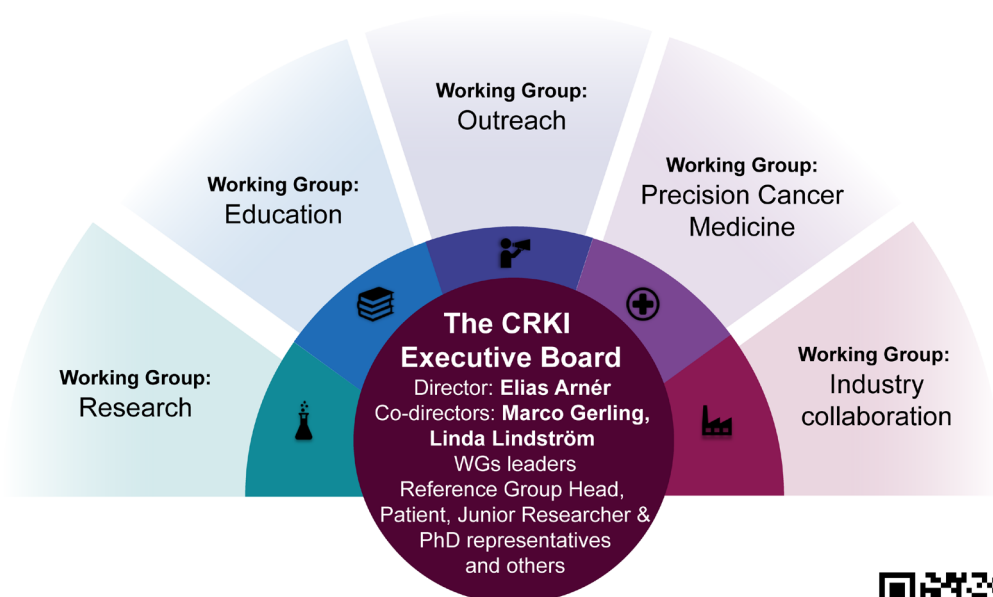 Working Group:
Outreach
Working Group:
Precision Cancer
Medicine
Working Group:
Education
Working Group:
Research
Working Group:
Industry
collaboration
The CRKI
Executive Board
Director: Elias Arnér
Co-directors: Marco Gerling,
Linda Lindström
WGs leaders
Reference Group Head,
Patient, Junior Researcher &
PhD representatives
and others